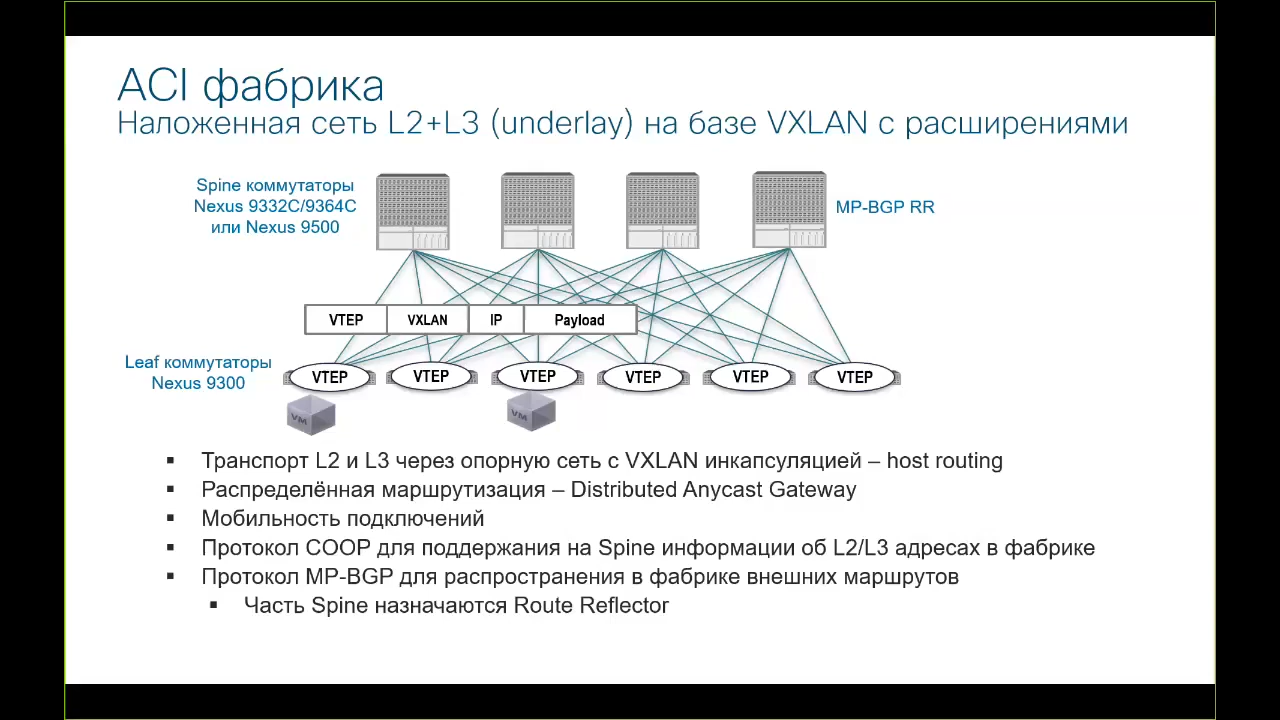 ACI фабрика
Наложенная сеть L2+L3 (underlay) на базе VXLAN с расширениями
Spine коммутаторы
Nexus 9332C/9364C
или Nexus 9500
MP-BGP RR
VTEP VXLAN IP Payload
Leaf коммутаторы
Nexus 9300
VTEP VTEP VTEP VTEP VTEP VTEP
VM VM
▪ Транспорт L2 и L3 через опорную сеть с VXLAN инкапсуляцией – host routing
▪ Распределённая маршрутизация – Distributed Anycast Gateway
▪ Мобильность подключений
▪ Протокол COOP для поддержания на Spine информации об L2/L3 адресах в фабрике
▪ Протокол MP-BGP для распространения в фабрике внешних маршрутов
▪ Часть Spine назначаются Route Reflector